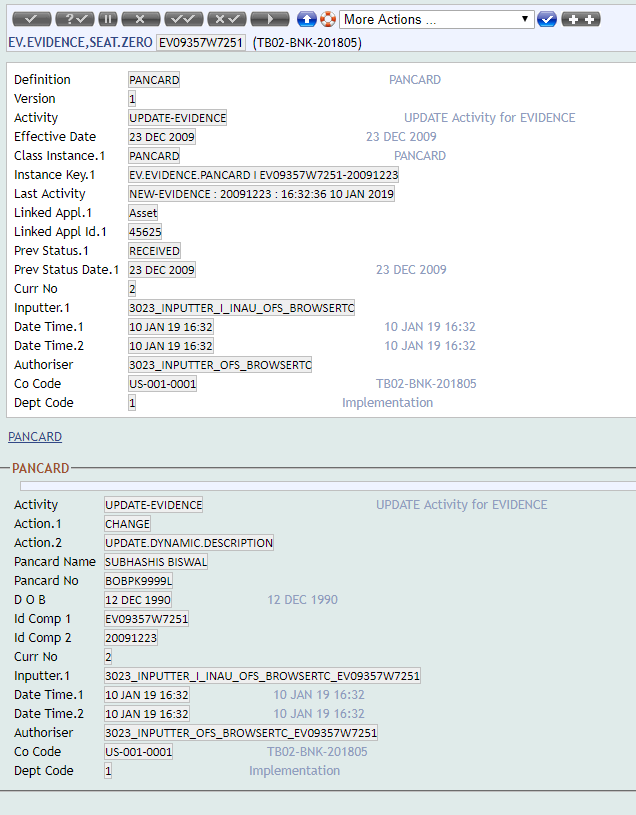 More Actions ...
EV.EVIDENCE,SEAT.ZERO EV09357W7251 (TB02-BNK-201805)
Definition PANCARD PANCARD
Version 1
Activity UPDATE-EVIDENCE UPDATE Activity for EVIDENCE
Effective Date 23 DEC 2009 23 DEC 2009
Class Instance.1 PANCARD PANCARD
Instance Key.1 EV.EVIDENCE.PANCARD I EV09357W7251-20091223
Last Activity NEW-EVIDENCE : 20091223 : 16:32:36 10 JAN 2019
Linked Appl.1 Asset
Linked Appl Id.1 45625
Prev Status.1 RECEIVED
Prev Status Date.1 23 DEC 2009 23 DEC 2009
Curr No 2
Inputter.1 3023_INPUTTER_I_INAU_OFS_BROWSERTC
Date Time.1 10 JAN 19 16:32 10 JAN 19 16:32
Date Time.2 10 JAN 19 16:32 10 JAN 19 16:32
Authoriser 3023_INPUTTER_OFS_BROWSERTC
Co Code US-001-0001 TB02-BNK-201805
Dept Code 1 Implementation
PANCARD
PANCARD
Activity UPDATE-EVIDENCE UPDATE Activity for EVIDENCE
Action.1 CHANGE
Action.2 UPDATE.DYNAMIC.DESCRIPTION
Pancard Name SUBHASHIS BISWAL
Pancard No BOBPK9999L
D O B 12 DEC 1990 12 DEC 1990
Id Comp 1 EV09357W7251
Id Comp 2 20091223
Curr No 2
Inputter.1 3023_INPUTTER_I_INAU_OFS_BROWSERTC_EV09357W7251
Date Time.1 10 JAN 19 16:32 10 JAN 19 16:32
Date Time.2 10 JAN 19 16:32 10 JAN 19 16:32
Authoriser 3023_INPUTTER_OFS_BROWSERTC_EV09357W7251
Co Code US-001-0001 TB02-BNK-201805
Dept Code 1 Implementation